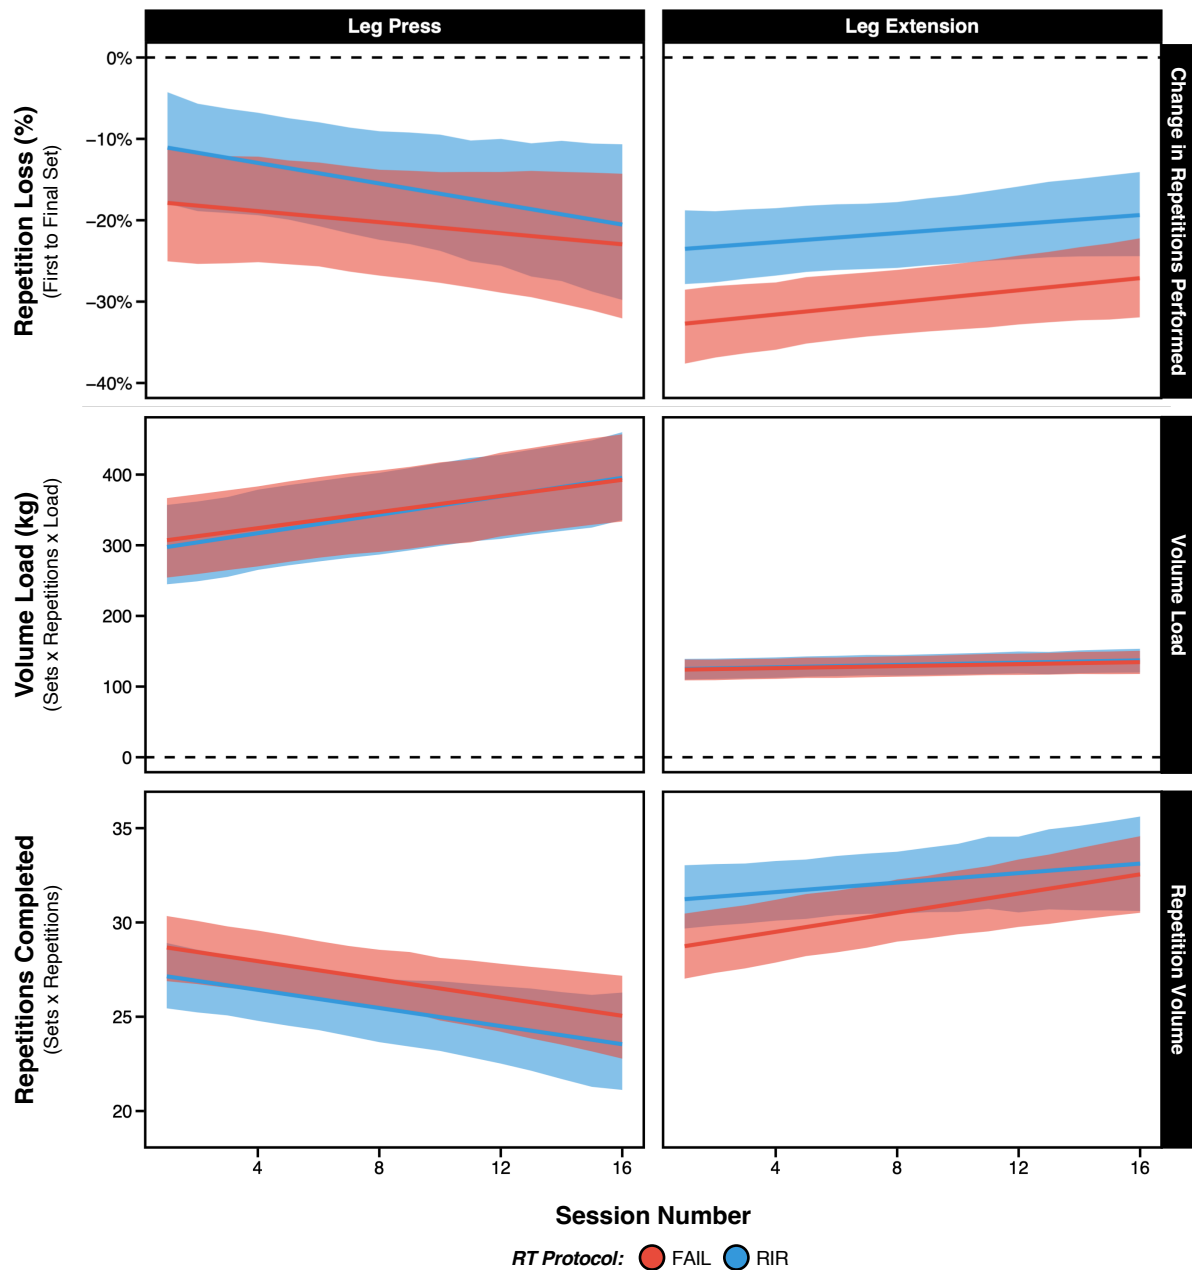 Leg Press
Leg Extension
Repetition Loss (%)
(First to Final Set)
0%
−10%
−20%
−30%
−40%
Change in Repetitions Performed
Volume Load (kg)
(Sets x Repetitions x Load)
400
300
200
100
0
Volume Load
Repetitions Completed
(Sets x Repetitions)
35
30
25
20
Repetition Volume
4 8 12 16
4 8 12 16
Session Number
RT Protocol: FAIL RIR